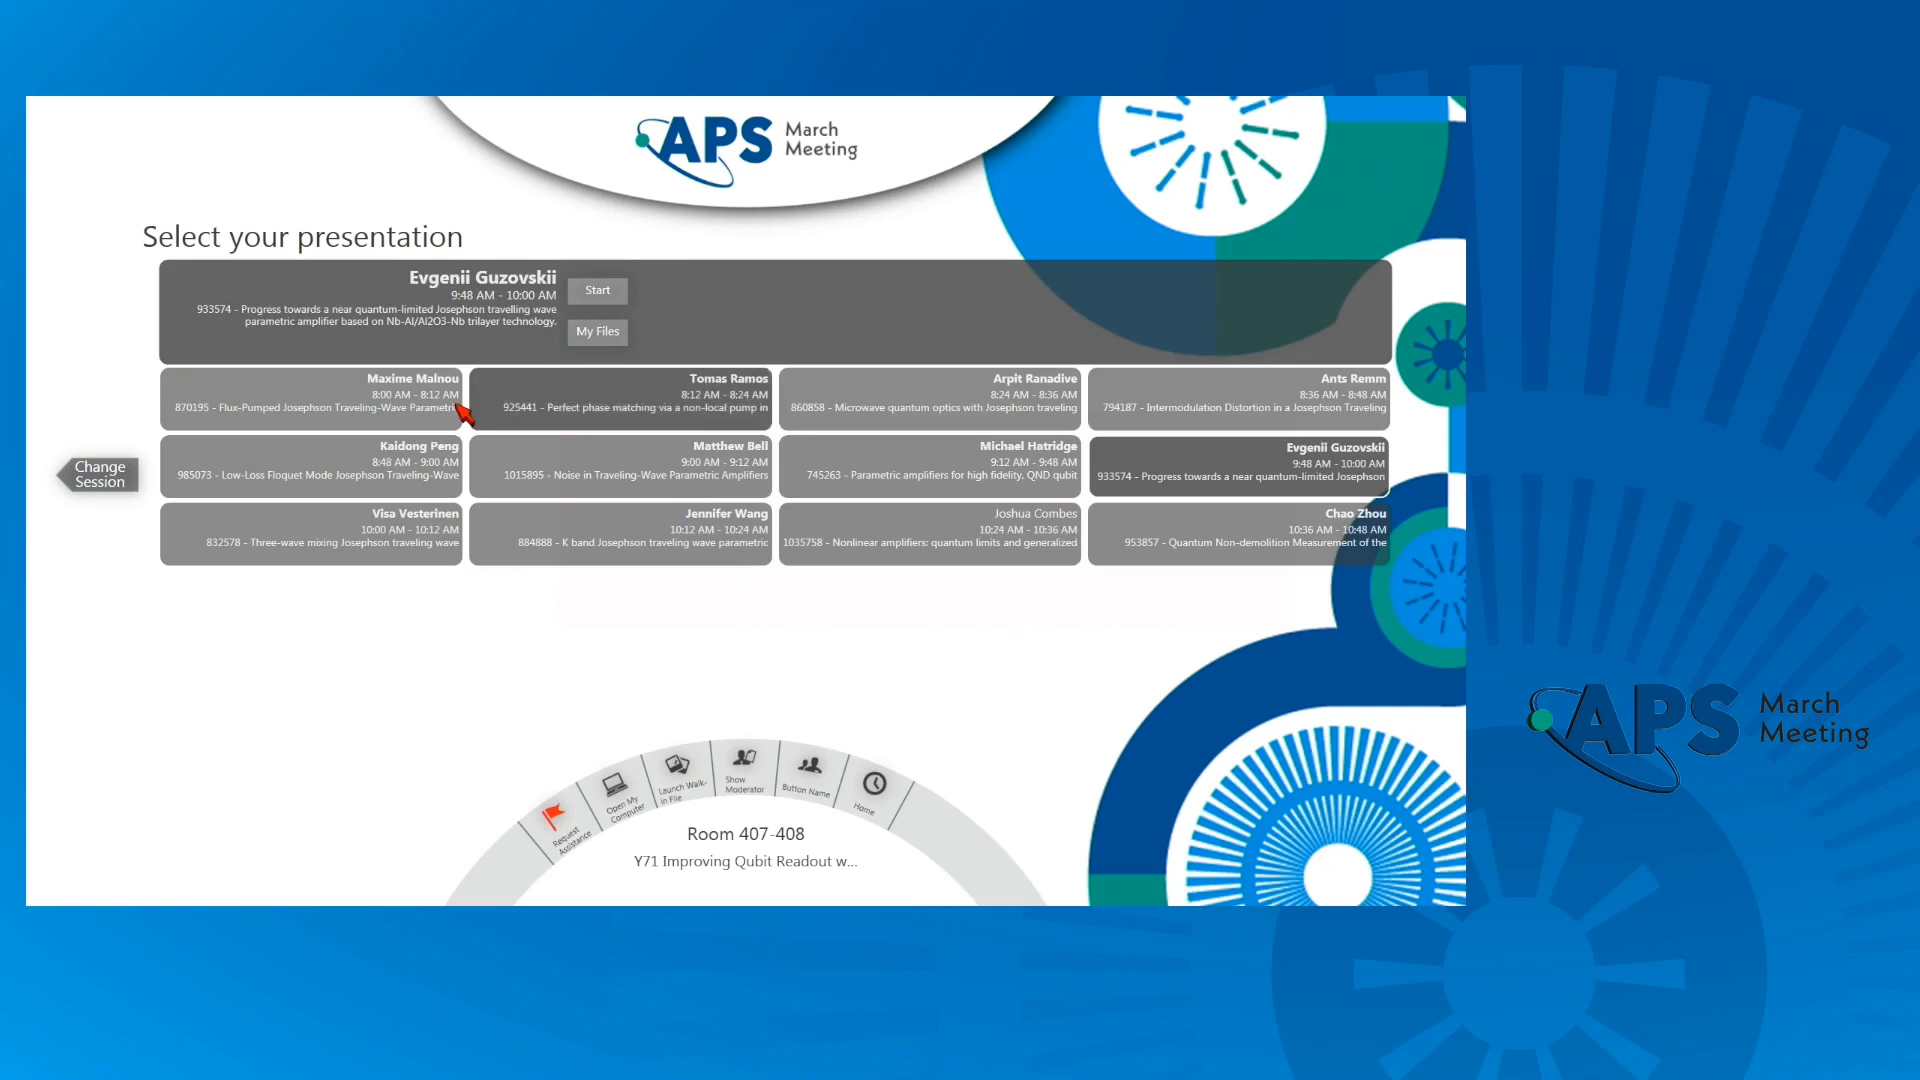 APS March
Meeting
Select your presentation
Evgenii Guzovskii
9:48 AM - 10:00 AM
933574 - Progress towards a near quantum-limited Josephson travelling wave
parametric amplifier based on Nb-Al/Al2O3-Nb trilayer technology.
Start
My Files
Maxime Malnou
8:00 AM - 8:12 AM
870195 - Flux-Pumped Josephson Traveling-Wave
Tomas Ramos
8:12 AM - 8:24 AM
925441 - Perfect phase matching via a non-local pump in
Arpit Ranadive
8:24 AM - 8:36 AM
860858 - Microwave quantum optics with Josephson traveling
Ants Remm
8:36 AM - 8:48 AM
794187 - Intermodulation Distortion in a Josephson Traveling
Kaidong Peng
8:48 AM - 9:00 AM
985073 - Low-Loss Floquet Mode Josephson Traveling-Wave
Matthew Bell
9:00 AM - 9:12 AM
1015895 - Noise in Traveling-Wave Parametric Amplifiers
Michael Hatridge
9:12 AM - 9:48 AM
745263 - Parametric amplifiers for high fidelity, QND qubit
Evgenii Guzovskii
9:48 AM - 10:00 AM
933574 - Progress towards a near quantum-limited Josephson
Change
Session
Visa Vesterinen
10:00 AM - 10:12 AM
832578 - Three-wave mixing Josephson traveling wave
Jennifer Wang
10:12 AM - 10:24 AM
884888 - K band Josephson traveling wave parametric
Joshua Combes
10:24 AM - 10:36 AM
1035758 - Nonlinear amplifiers: quantum limits and generalized
Chao Zhou
10:36 AM - 10:48 AM
953857 - Quantum Non-demolition Measurement of the
Request
Assistance
Open My
Computer
Launch Walk-
in File
Show
Moderator
Button Name
Home
Room 407-408
Y71 Improving Qubit Readout w...
APS March
Meeting